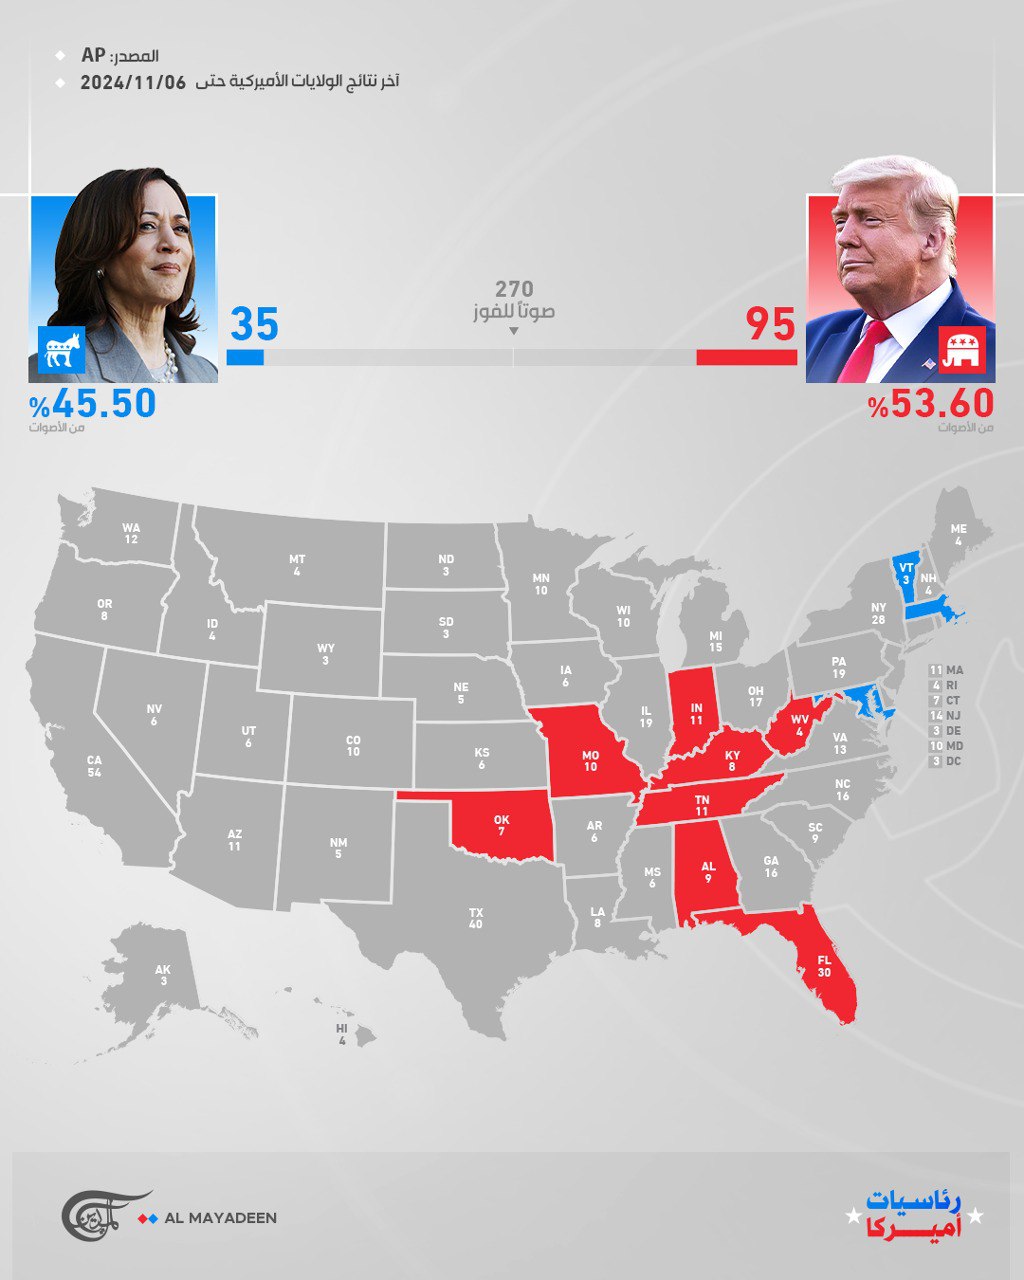 المصدر: AP
آخر نتائج الولايات الأميركية حتى 2024/11/06
270
صوتاً للفوز
35
95
%45.50
من الأصوات
%53.60
من الأصوات
WA
12
MT
4
ND
3
MN
10
ME
4
VT
3
NH
4
OR
8
ID
4
WY
3
SD
3
WI
10
MI
15
NY
28
PA
19
11 MA
4 RI
7 CT
14 NJ
3 DE
10 MD
3 DC
NV
6
UT
6
CO
10
NE
5
IA
6
IL
19
IN
11
OH
17
WV
4
VA
13
CA
54
KS
6
MO
10
KY
8
NC
16
AZ
11
NM
5
OK
7
AR
6
TN
11
SC
9
TX
40
LA
8
MS
6
AL
9
GA
16
FL
30
AK
3
HI
4
الميادين
AL MAYADEEN
رئاسيات
أميركا